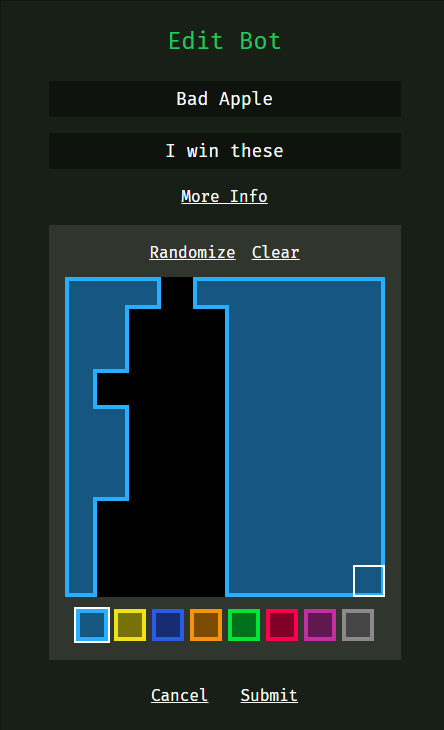 Edit Bot
Bad Apple
I win these
More Info
Randomize Clear
Cancel Submit